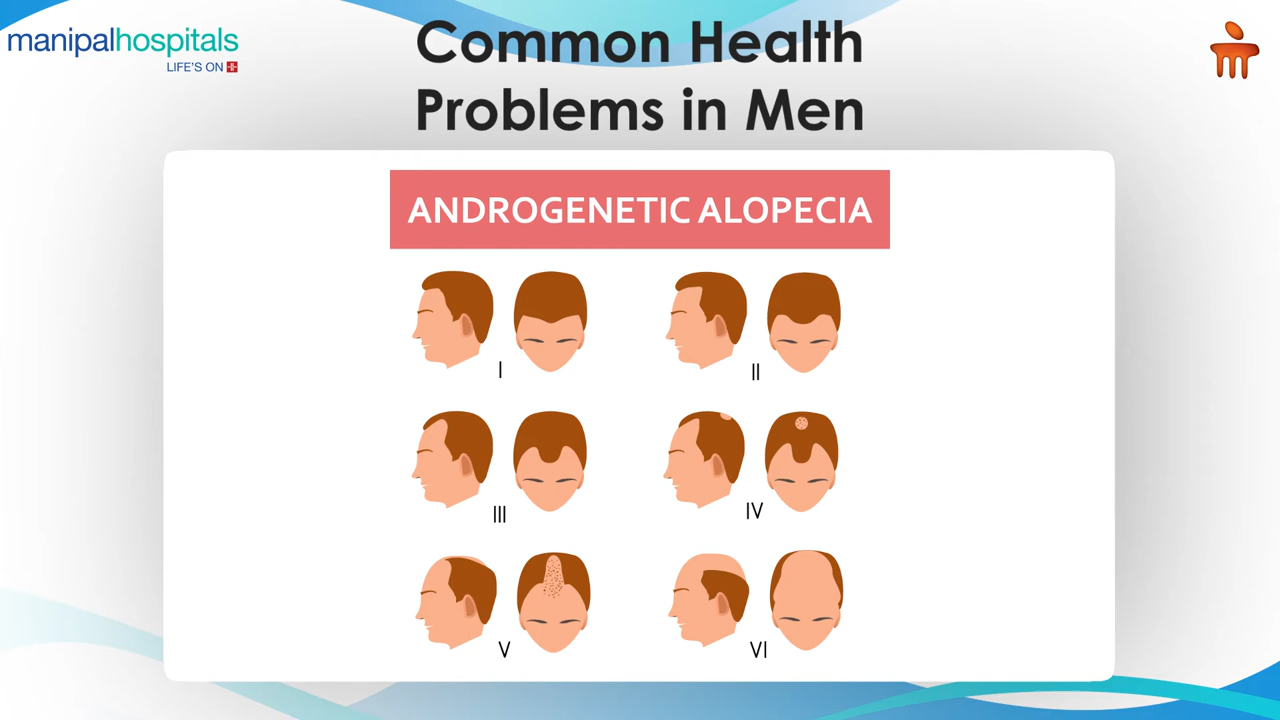 manipalhospitals
LIFE'S ON
Common Health
Problems in Men
ANDROGENETIC ALOPECIA
I
II
III
IV
V
VI